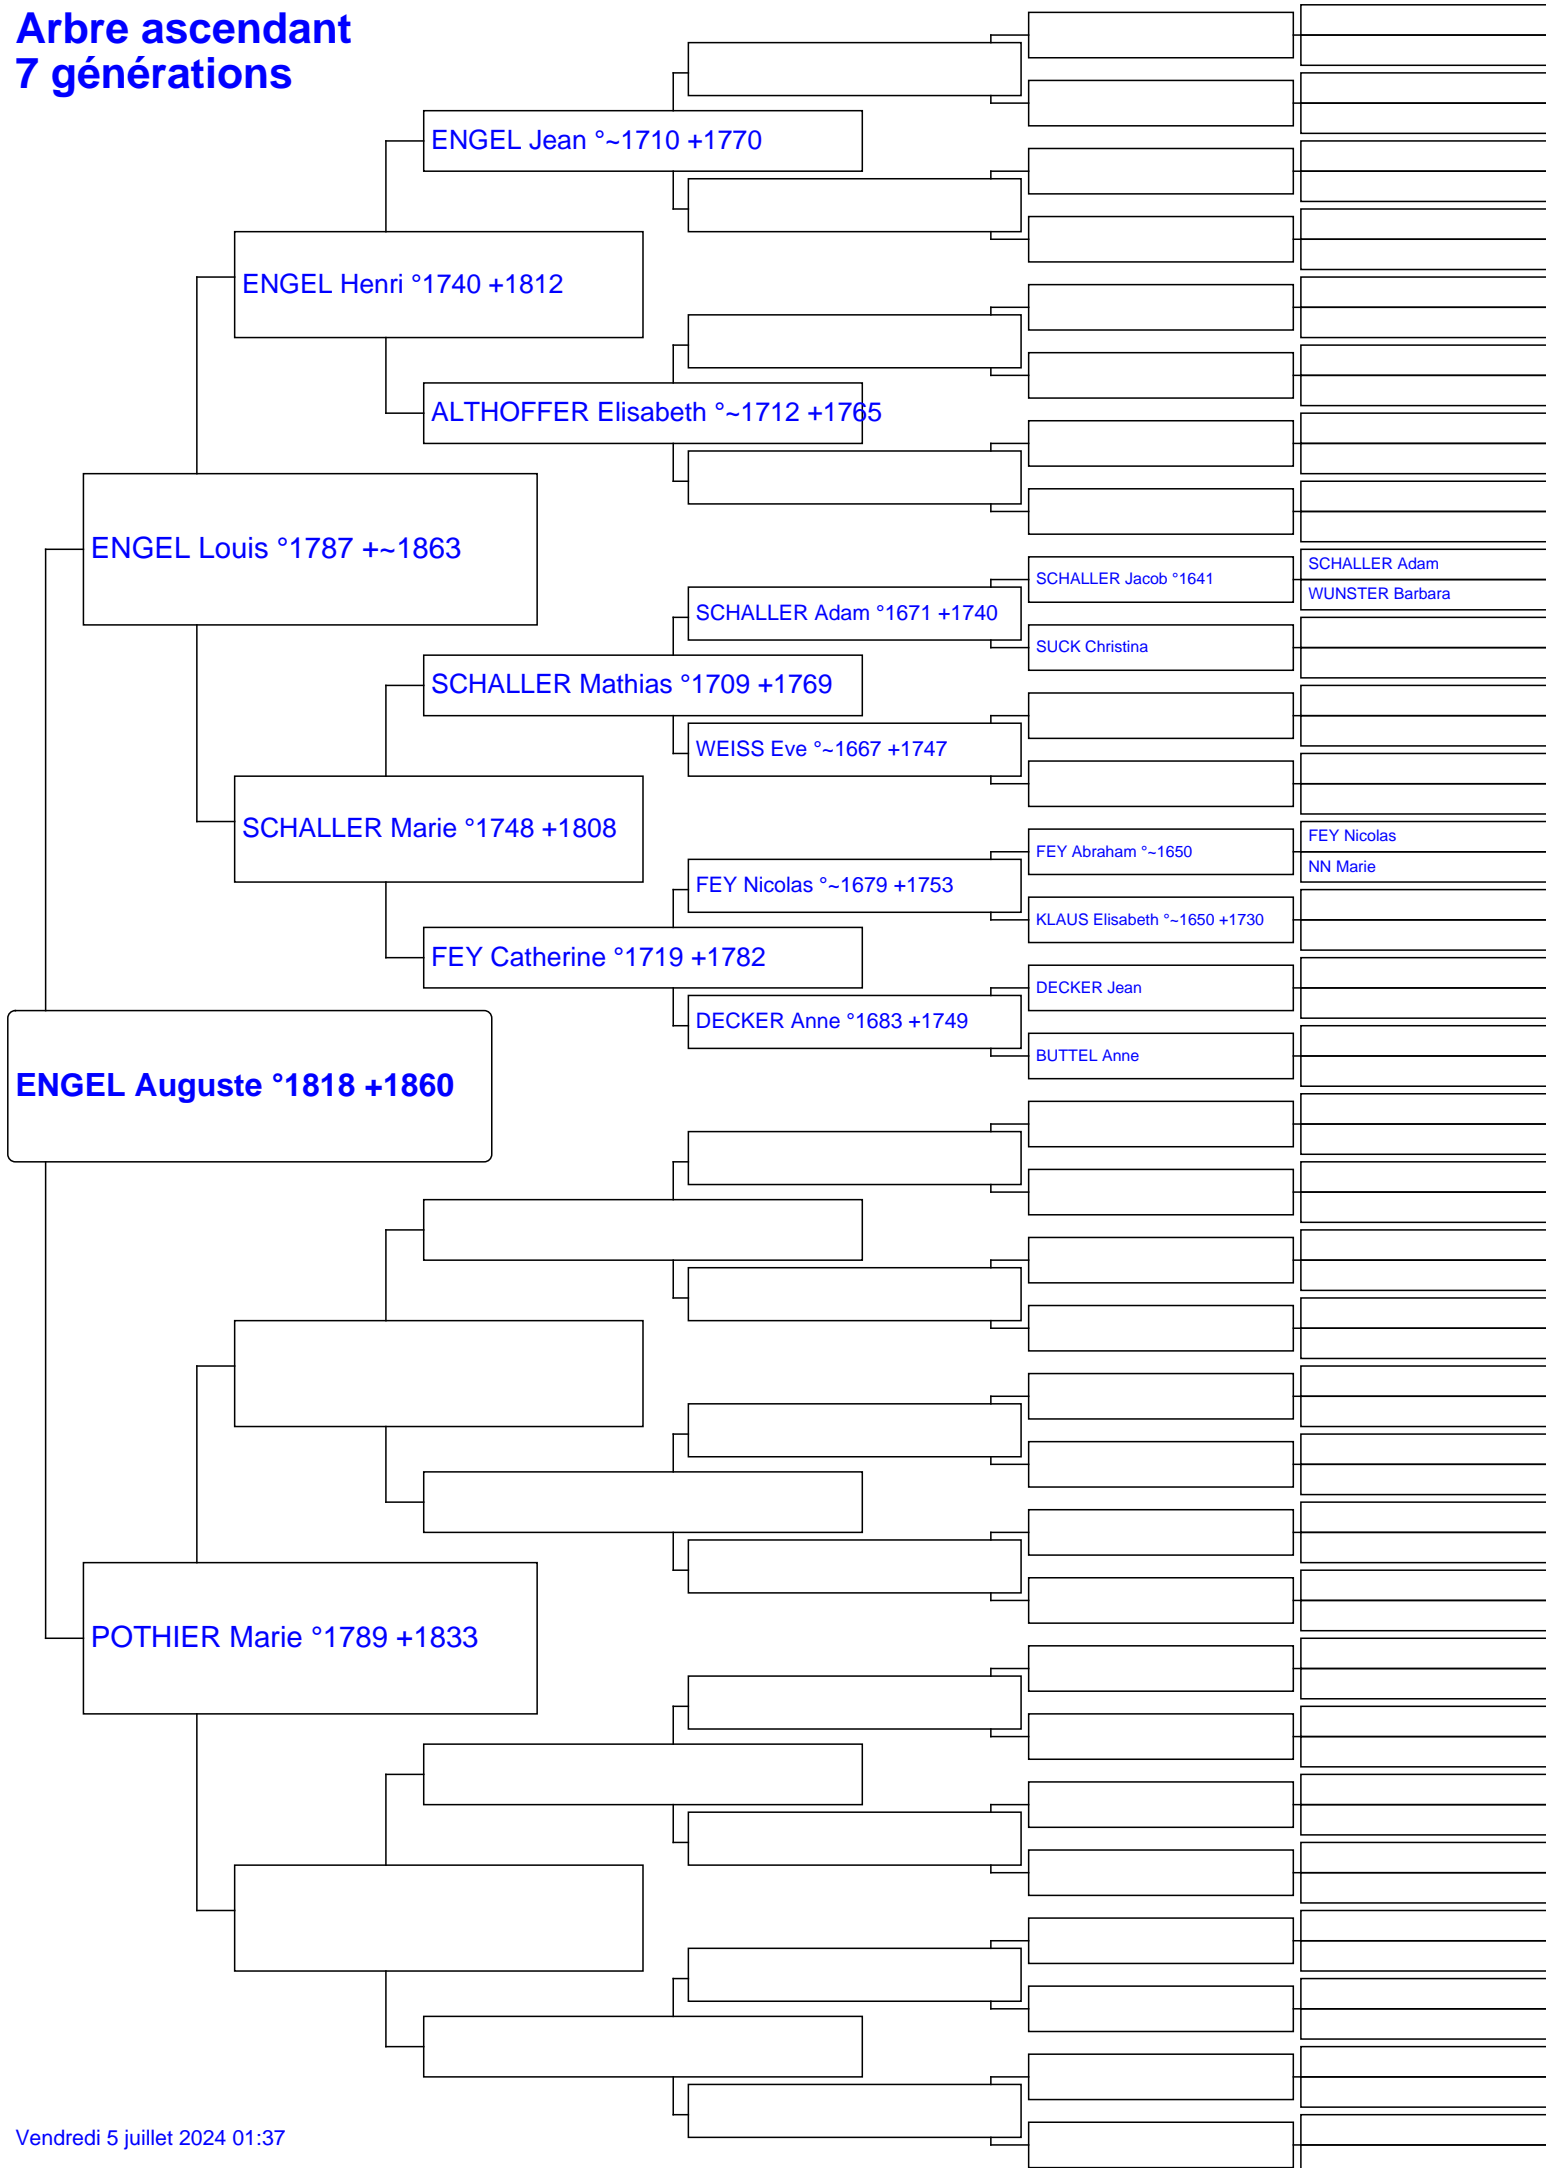 Arbre ascendant
7 générations
ENGEL Jean °~1710 +1770
ENGEL Henri °1740 +1812
ALTHOFFER Elisabeth °~1712 +1765
ENGEL Louis °1787 +~1863
SCHALLER Jacob °1641
SCHALLER Adam
WUNSTER Barbara
SCHALLER Adam °1671 +1740
SUCK Christina
SCHALLER Mathias °1709 +1769
WEISS Eve °~1667 +1747
SCHALLER Marie °1748 +1808
FEY Abraham °~1650
FEY Nicolas
NN Marie
FEY Nicolas °~1679 +1753
KLAUS Elisabeth °~1650 +1730
FEY Catherine °1719 +1782
DECKER Jean
DECKER Anne °1683 +1749
BUTTEL Anne
ENGEL Auguste °1818 +1860
POTHIER Marie °1789 +1833
Vendredi 5 juillet 2024 01:37